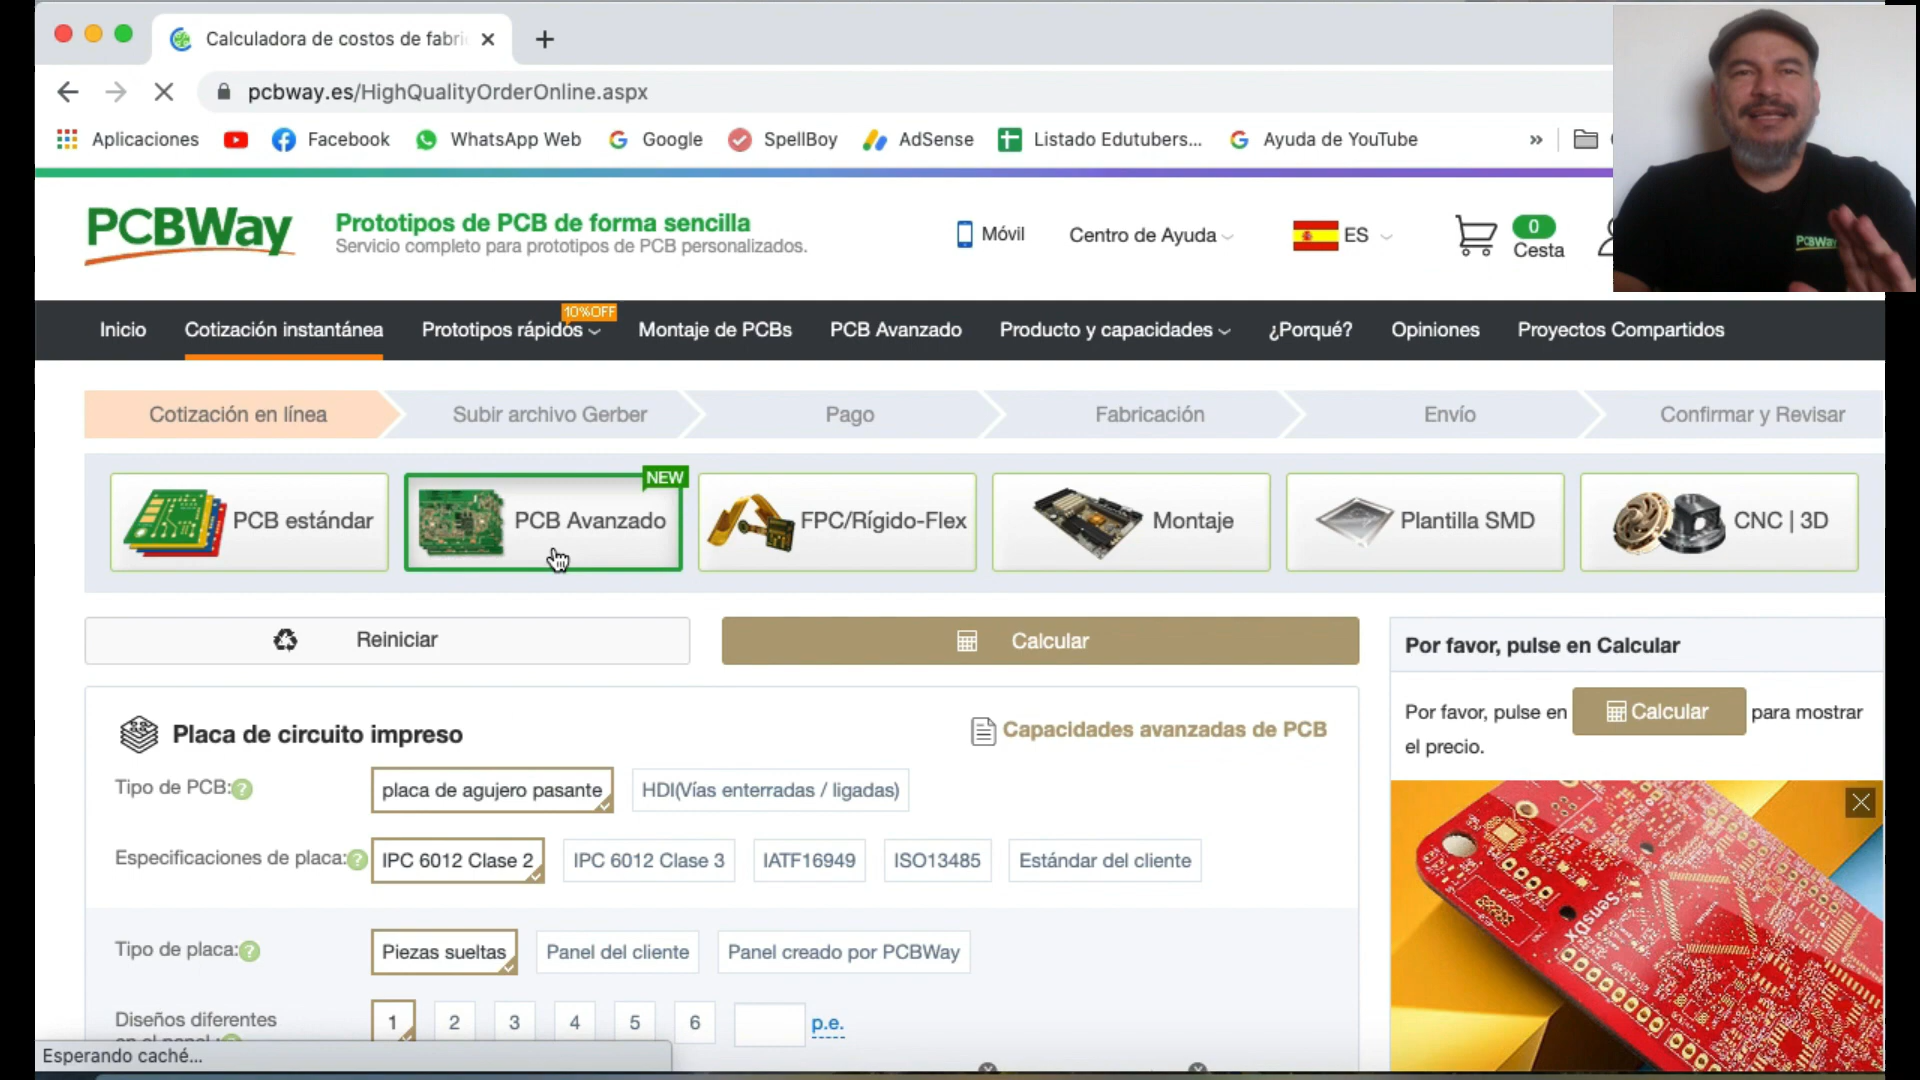 Calculadora de costos de fabri
pcbway.es/HighQualityOrderOnline.aspx
Aplicaciones Facebook WhatsApp Web Google SpellBoy AdSense Listado Edutubers... Ayuda de YouTube »
PCBWay
Prototipos de PCB de forma sencilla
Servicio completo para prototipos de PCB personalizados.
Móvil Centro de Ayuda ES 0 Cesta
PCBWay
10%OFF
Inicio Cotización instantánea Prototipos rápidos Montaje de PCBs PCB Avanzado Producto y capacidades ¿Porqué? Opiniones Proyectos Compartidos
Cotización en línea Subir archivo Gerber Pago Fabricación Envío Confirmar y Revisar
NEW
PCB estándar PCB Avanzado FPC/Rígido-Flex Montaje Plantilla SMD CNC | 3D
Reiniciar Calcular
Por favor, pulse en Calcular
Por favor, pulse en Calcular para mostrar
el precio.
Placa de circuito impreso Capacidades avanzadas de PCB
Tipo de PCB:? placa de agujero pasante HDI(Vías enterradas / ligadas)
Especificaciones de placa:? IPC 6012 Clase 2 IPC 6012 Clase 3 IATF16949 ISO13485 Estándar del cliente
Tipo de placa:? Piezas sueltas Panel del cliente Panel creado por PCBWay
Diseños diferentes 1 2 3 4 5 6 p.e.
en el panel :
SensDx
Esperando caché...